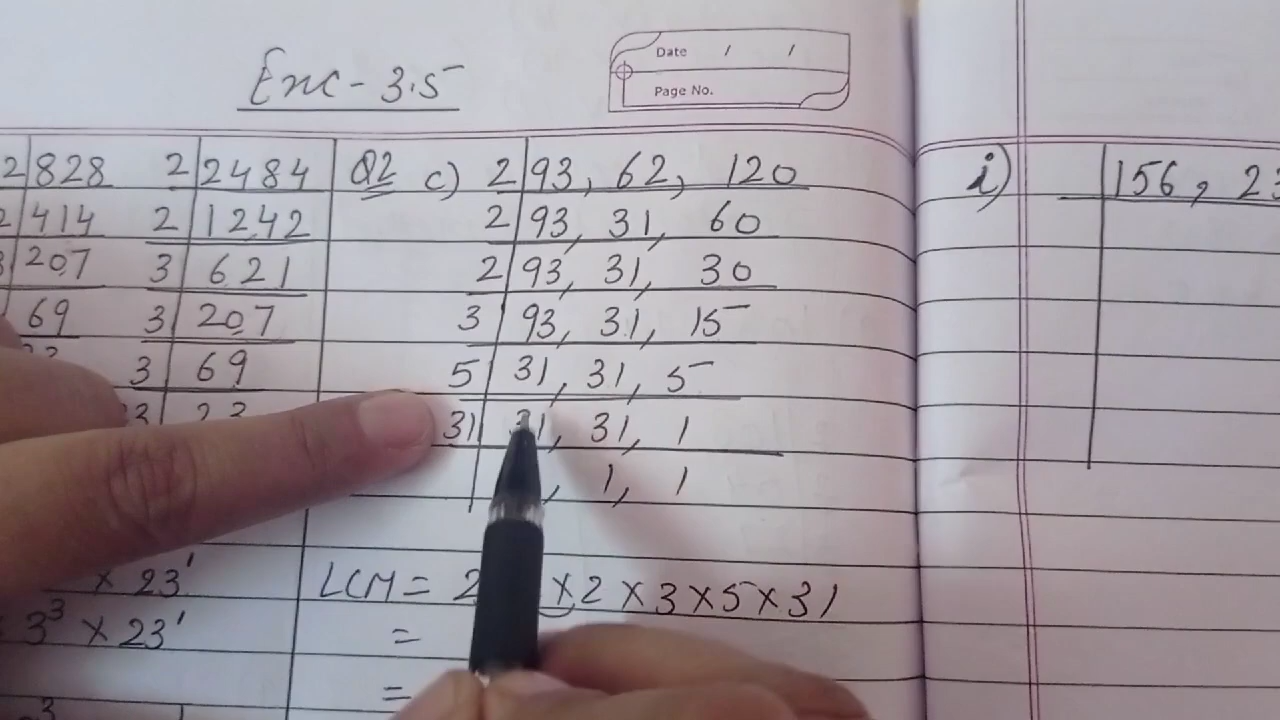 Exc - 3.5
Date / /
Page No.
2 828
2 414
207
69
2 2484
2 1242
3 621
3 207
3 69
23
× 23¹
3³ × 23¹
Q2 c) 2 93, 62, 120
2 93, 31, 60
2 93, 31, 30
3 93, 31, 15
5 31, 31, 5
31 31, 31, 1
, 1, 1
LCM = 2 × 2 × 3 × 5 × 31
=
=
i) 156, 23